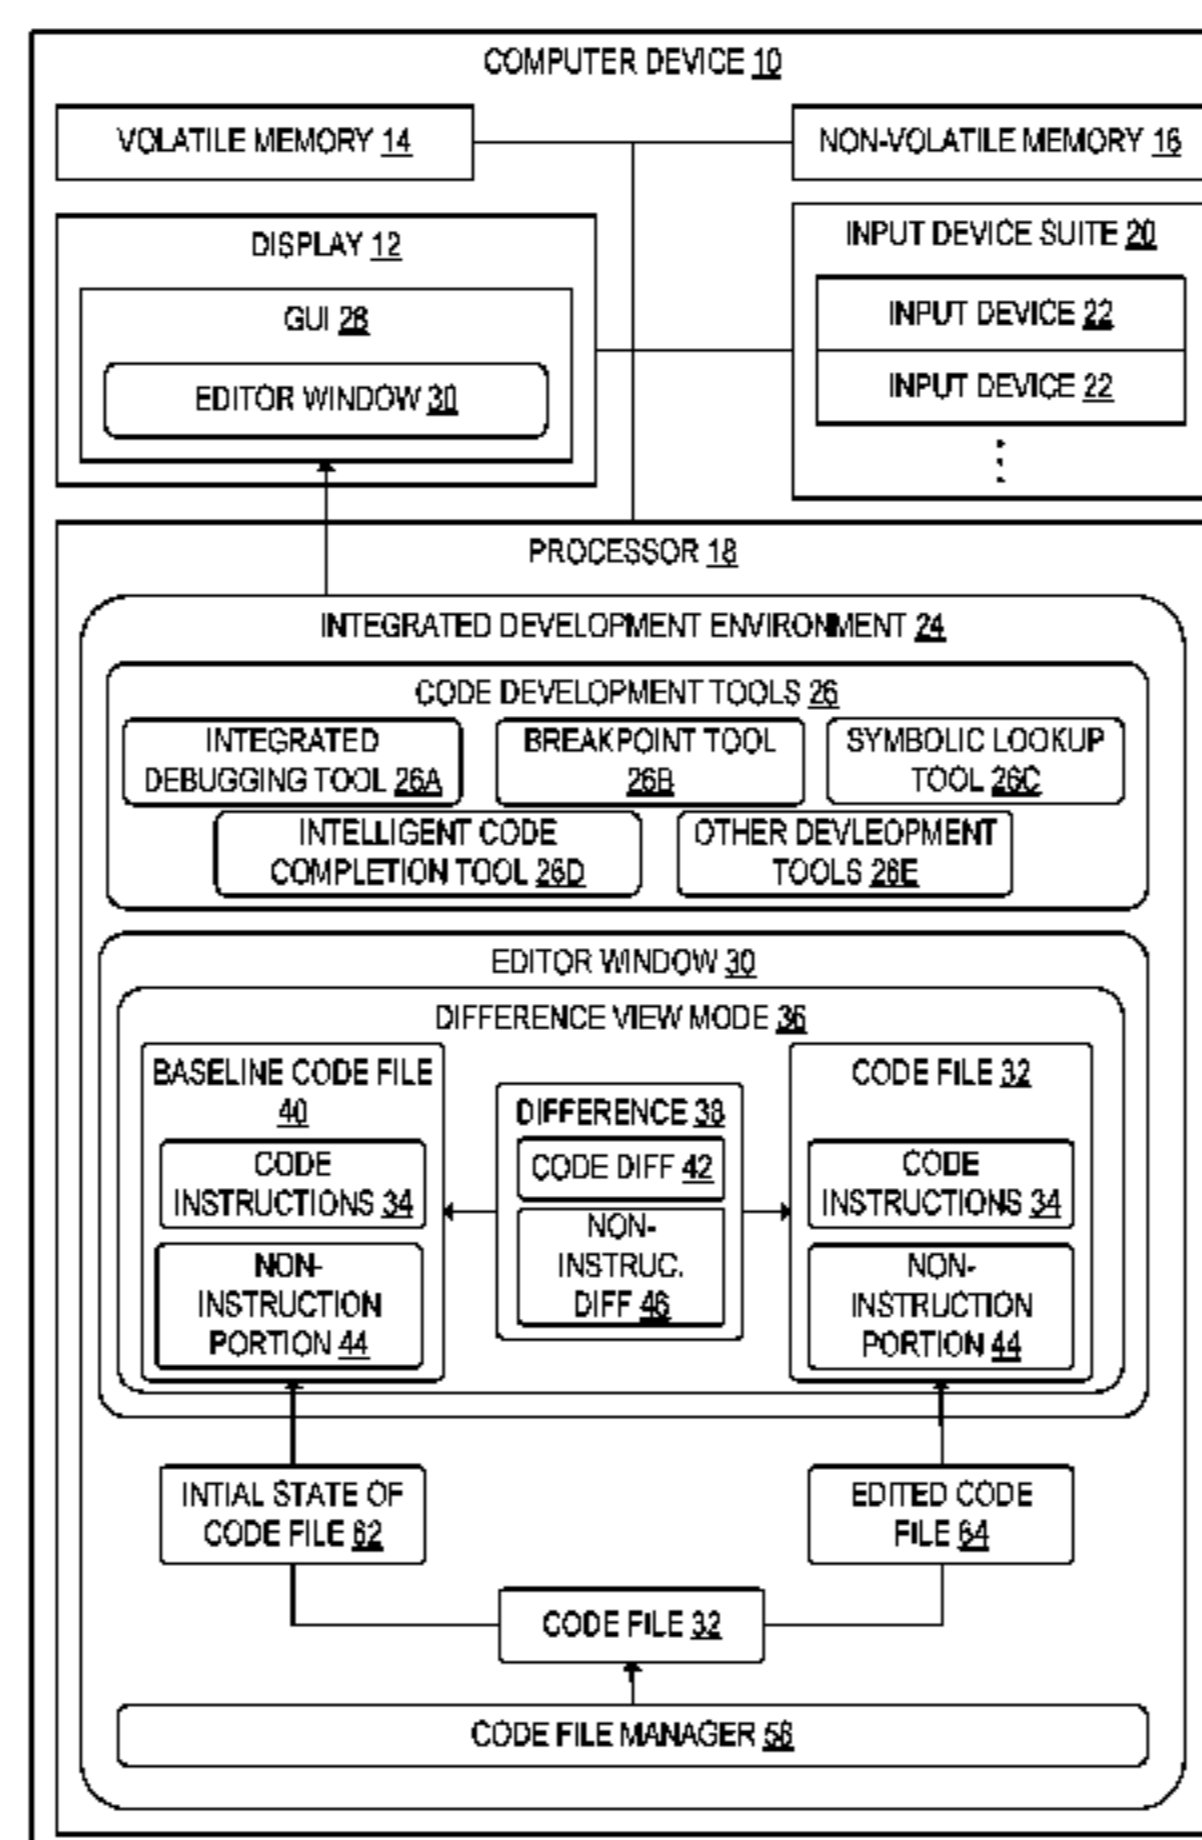 COMPUTER DEVICE 10
VOLATILE MEMORY 14
NON-VOLATILE MEMORY 16
DISPLAY 12
GUI 28
EDITOR WINDOW 30
INPUT DEVICE SUITE 20
INPUT DEVICE 22
INPUT DEVICE 22
PROCESSOR 18
INTEGRATED DEVELOPMENT ENVIRONMENT 24
CODE DEVELOPMENT TOOLS 26
INTEGRATED
DEBUGGING TOOL 26A
BREAKPOINT TOOL
26B
SYMBOLIC LOOKUP
TOOL 26C
INTELLIGENT CODE
COMPLETION TOOL 26D
OTHER DEVLEOPMENT
TOOLS 26E
EDITOR WINDOW 30
DIFFERENCE VIEW MODE 36
BASELINE CODE FILE
40
CODE
INSTRUCTIONS 34
NON-
INSTRUCTION
PORTION 44
DIFFERENCE 38
CODE DIFF 42
NON-
INSTRUC.
DIFF 46
CODE FILE 32
CODE
INSTRUCTIONS 34
NON-
INSTRUCTION
PORTION 44
INTIAL STATE OF
CODE FILE 62
EDITED CODE
FILE 64
CODE FILE 32
CODE FILE MANAGER 58